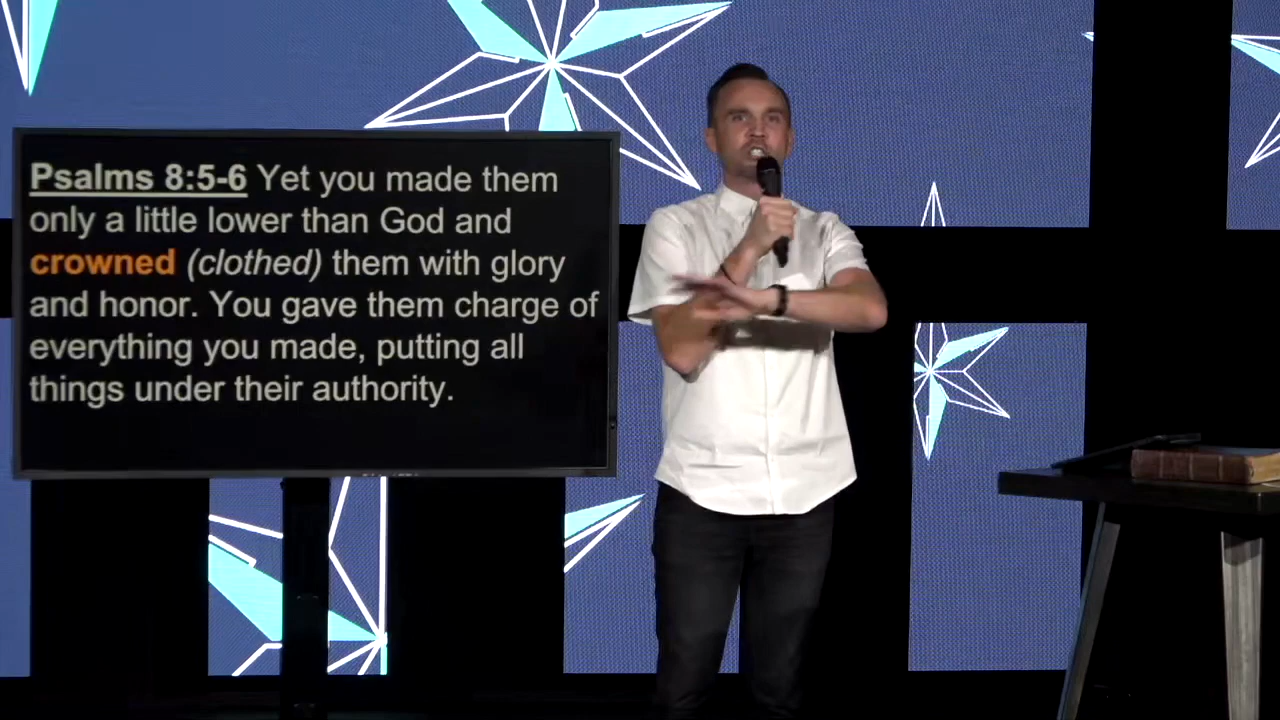 Psalms 8:5-6 Yet you made them
only a little lower than God and
crowned (clothed) them with glory
and honor. You gave them charge of
everything you made, putting all
things under their authority.